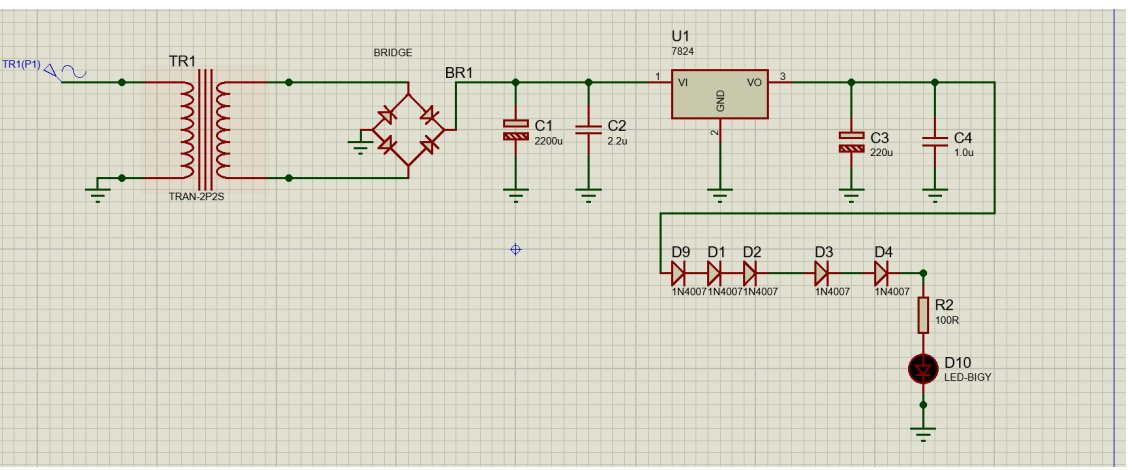 TR1(P1)
TR1
TRAN-2P2S
BRIDGE
BR1
C1
2200u
C2
2.2u
U1
7824
1
VI
VO
3
GND
2
C3
220u
C4
1.0u
D9
1N4007
D1
1N4007
D2
1N4007
D3
1N4007
D4
1N4007
R2
100R
D10
LED-BIGY